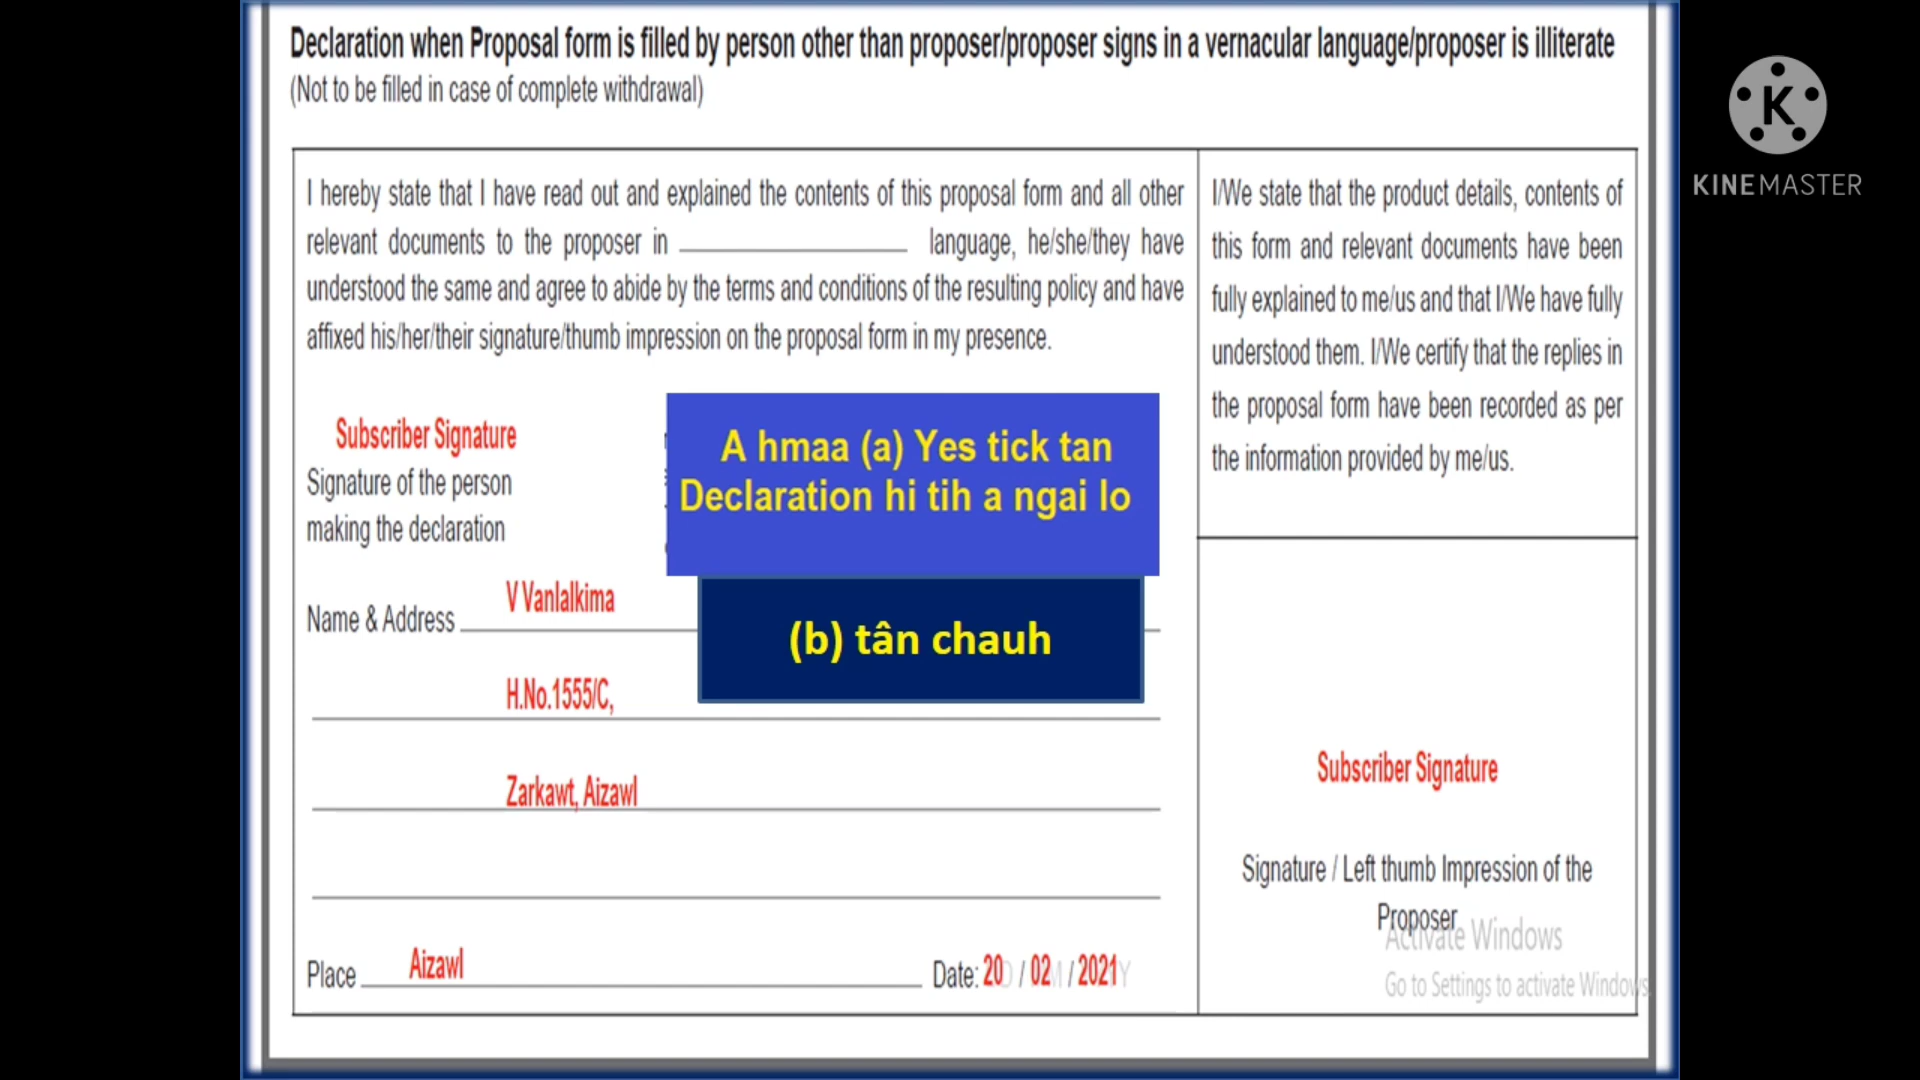 Declaration when Proposal form is filled by person other than proposer/proposer signs in a vernacular language/proposer is illiterate
(Not to be filled in case of complete withdrawal)
I hereby state that I have read out and explained the contents of this proposal form and all other
relevant documents to the proposer in ____________ language, he/she/they have
understood the same and agree to abide by the terms and conditions of the resulting policy and have
affixed his/her/their signature/thumb impression on the proposal form in my presence.
Subscriber Signature
Signature of the person
making the declaration
A hmaa (a) Yes tick tan
Declaration hi tih a ngai lo
(b) tân chauh
Name & Address V Vanlalkima
H.No.1555/C,
Zarkawt, Aizawl
Place Aizawl
Date: 20 / 02 / 2021
I/We state that the product details, contents of
this form and relevant documents have been
fully explained to me/us and that I/We have fully
understood them. I/We certify that the replies in
the proposal form have been recorded as per
the information provided by me/us.
Subscriber Signature
Signature / Left thumb Impression of the
Proposer
Activate Windows
Go to Settings to activate Windows.
K
KINEMASTER